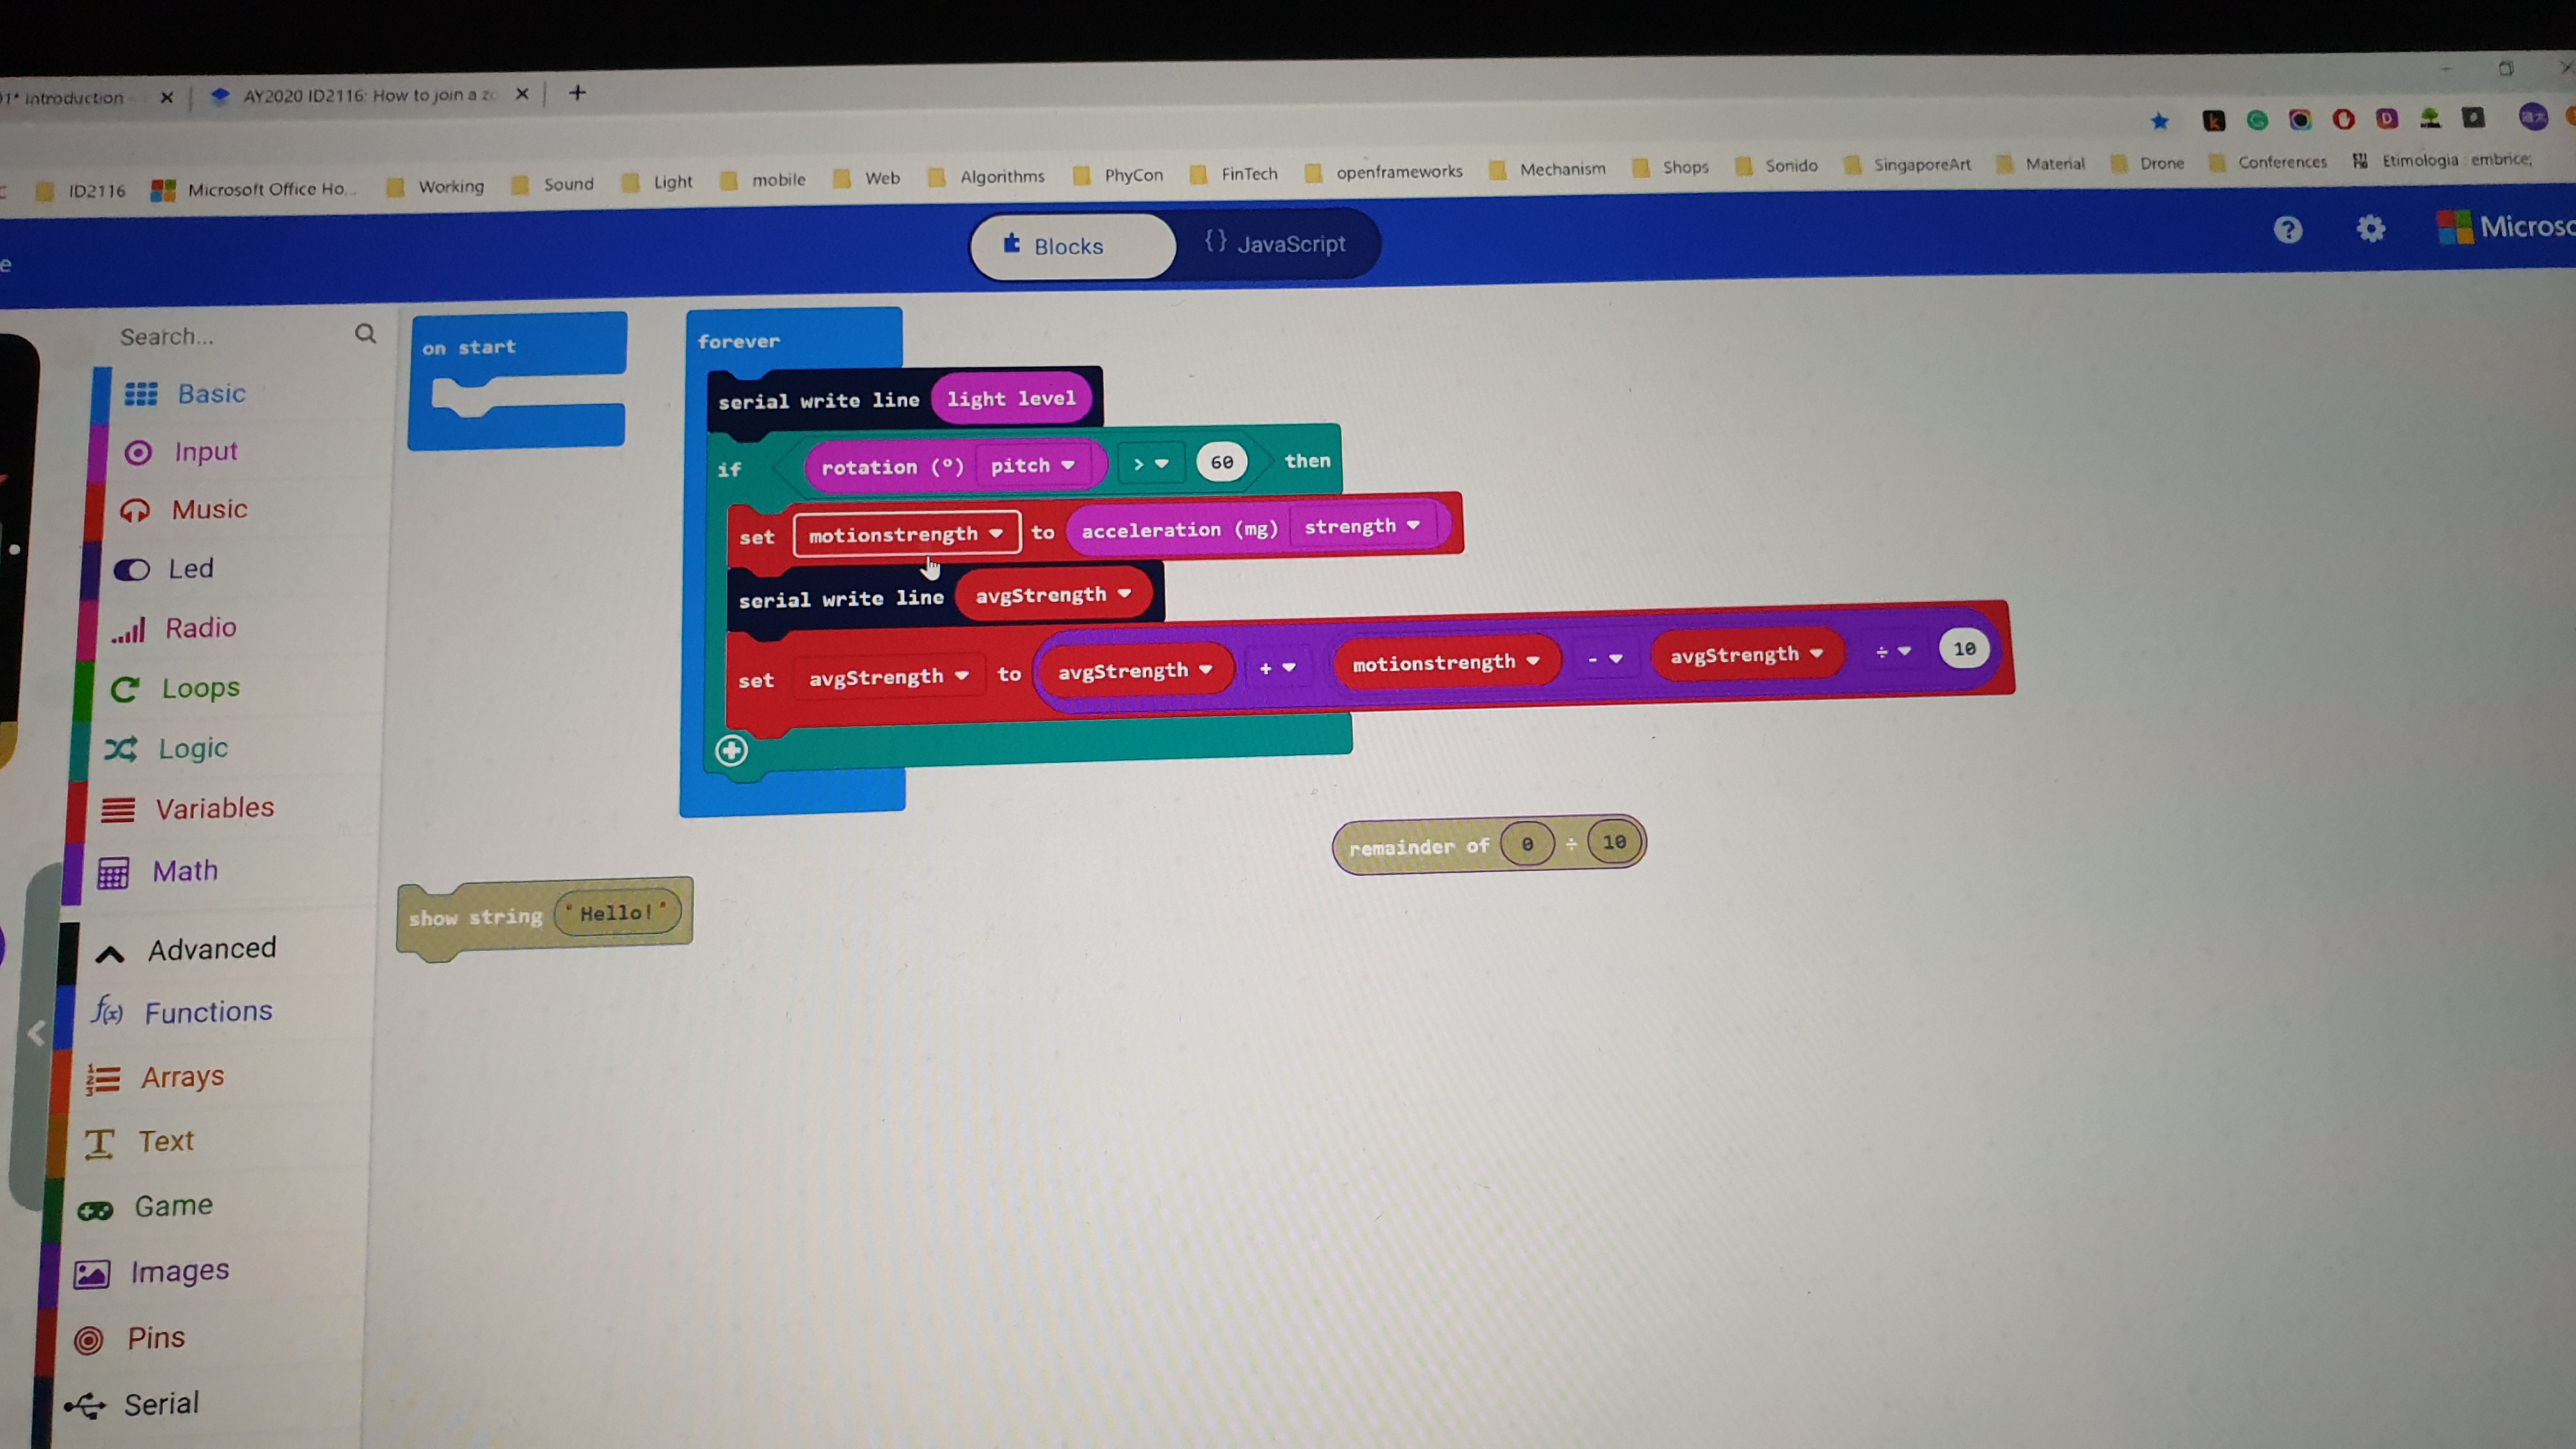 01* Introduction
AY2020 ID2116: How to join a zo
ID2116 Microsoft Office Ho... Working Sound Light mobile Web Algorithms PhyCon FinTech openframeworks Mechanism Shops Sonido SingaporeArt Material Drone Conferences Etimologia : embrice;
e
Blocks
{} JavaScript
Microso
Search...
Basic
Input
Music
Led
Radio
Loops
Logic
Variables
Math
Advanced
Functions
Arrays
Text
Game
Images
Pins
Serial
on start
forever
serial write line light level
if rotation (º) pitch > 60 then
set motionstrength to acceleration (mg) strength
serial write line avgStrength
set avgStrength to avgStrength + motionstrength - avgStrength ÷ 10
remainder of 0 ÷ 10
show string "Hello!"